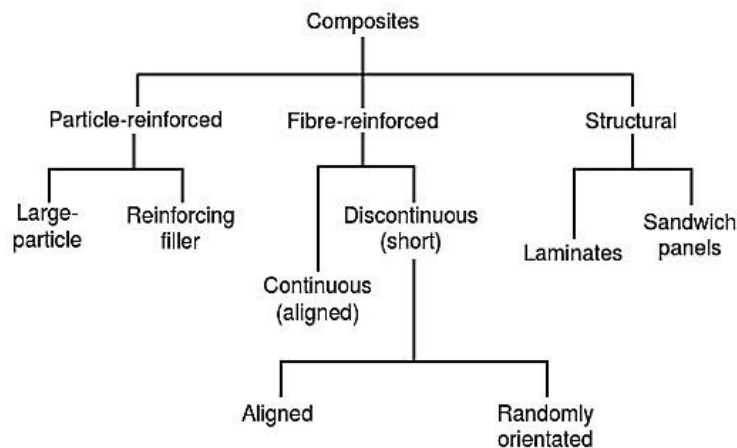 Composites
Particle-reinforced
Fibre-reinforced
Structural
Large-
particle
Reinforcing
filler
Discontinuous
(short)
Continuous
(aligned)
Laminates
Sandwich
panels
Aligned
Randomly
orientated